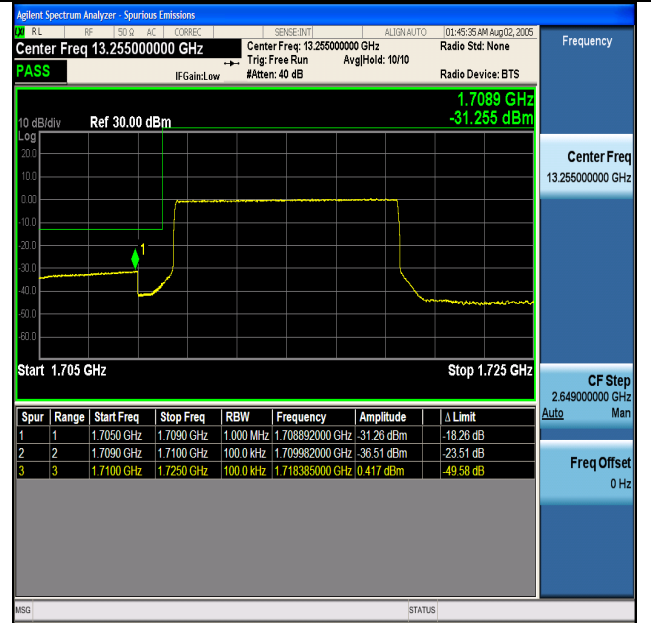 Agilent Spectrum Analyzer - Spurious Emissions
RL RF 50 Ω AC CORREC SENSE:INT ALIGN AUTO 01:45:35 AM Aug 02, 2005
Center Freq 13.255000000 GHz Center Freq: 13.255000000 GHz Radio Std: None
Trig: Free Run Avg|Hold: 10/10
PASS IFGain:Low #Atten: 40 dB Radio Device: BTS
1.7089 GHz
10 dB/div Ref 30.00 dBm -31.255 dBm
Log
20.0
10.0
0.00
-10.0
-20.0
1
-30.0
-40.0
-50.0
-60.0
Start 1.705 GHz Stop 1.725 GHz
Spur Range Start Freq Stop Freq RBW Frequency Amplitude Δ Limit
1 1 1.7050 GHz 1.7090 GHz 1.000 MHz 1.708892000 GHz -31.26 dBm -18.26 dB
2 2 1.7090 GHz 1.7100 GHz 100.0 kHz 1.709982000 GHz -36.51 dBm -23.51 dB
3 3 1.7100 GHz 1.7250 GHz 100.0 kHz 1.718385000 GHz 0.417 dBm -49.58 dB
Frequency
Center Freq
13.255000000 GHz
CF Step
2.649000000 GHz
Auto Man
Freq Offset
0 Hz
MSG STATUS